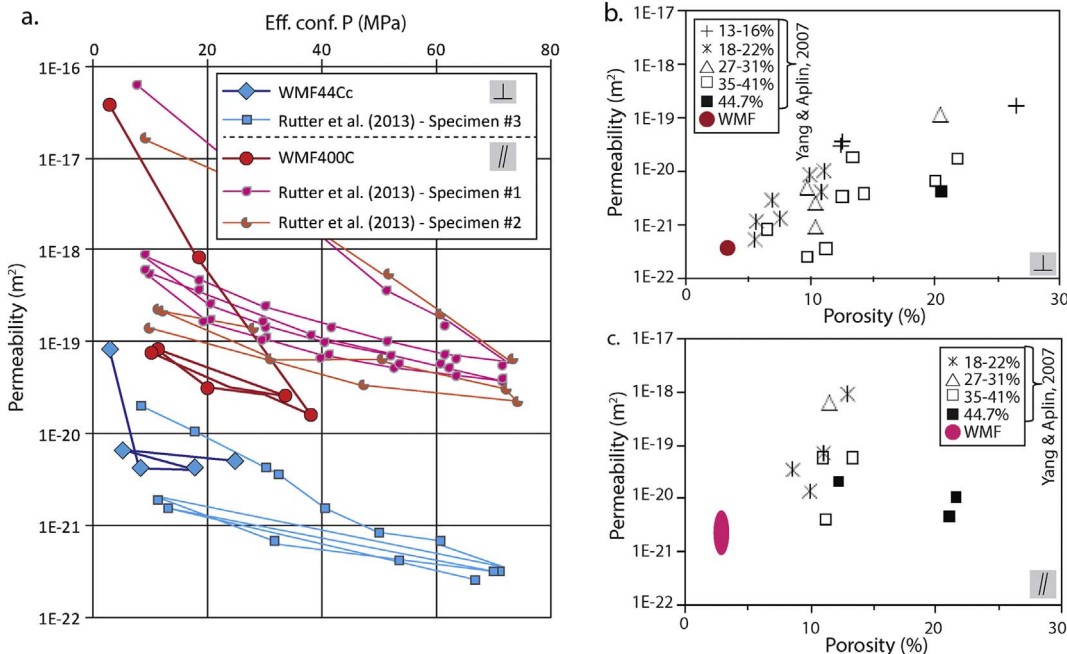 a.
Eff. conf. P (MPa)
0 20 40 60 80
1E-16
1E-17
1E-18
1E-19
1E-20
1E-21
1E-22
Permeability (m²)
WMF44Cc ⊥
Rutter et al. (2013) - Specimen #3
WMF400C //
Rutter et al. (2013) - Specimen #1
Rutter et al. (2013) - Specimen #2
b.
1E-17
1E-18
1E-19
1E-20
1E-21
1E-22
Permeability (m²)
13-16%
18-22%
27-31%
35-41%
44.7%
WMF
Yang & Aplin, 2007
⊥
0 10 20 30
Porosity (%)
c.
1E-17
1E-18
1E-19
1E-20
1E-21
1E-22
Permeability (m²)
18-22%
27-31%
35-41%
44.7%
WMF
Yang & Aplin, 2007
//
0 10 20 30
Porosity (%)